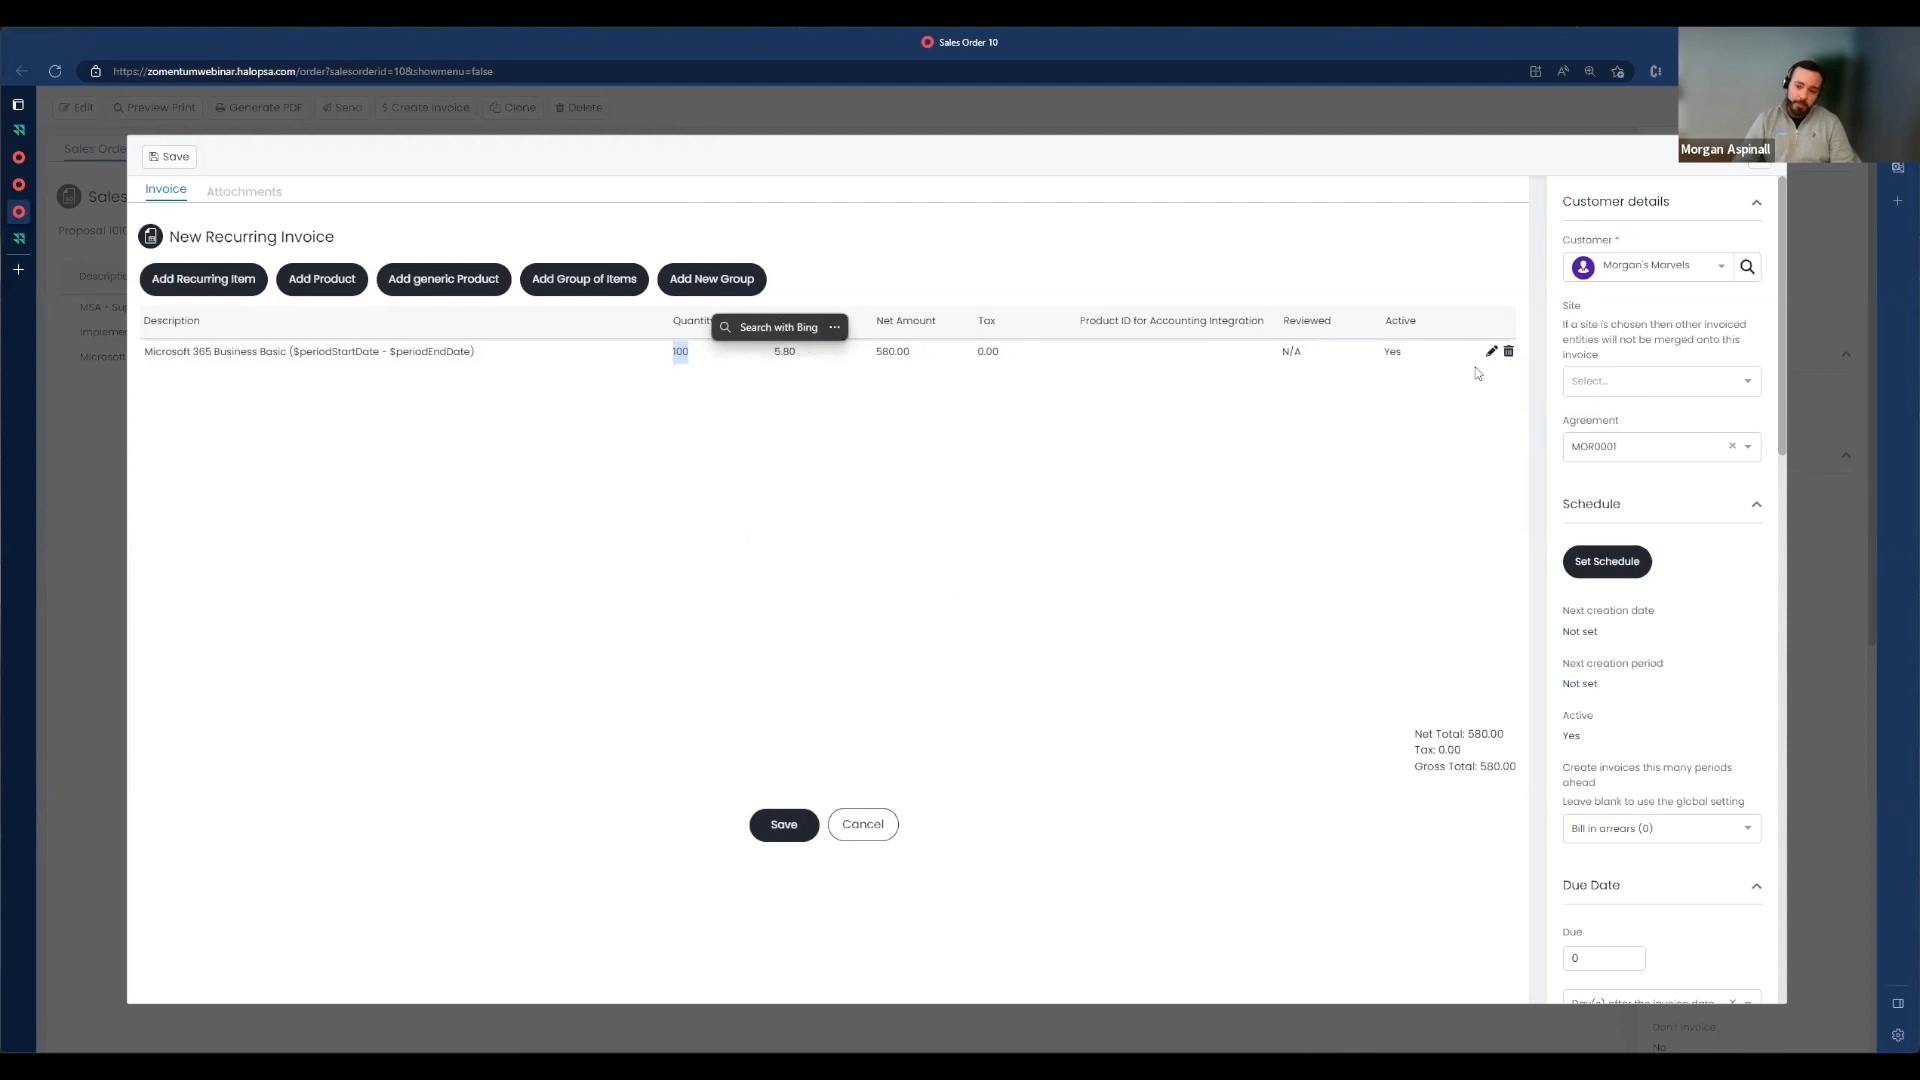 Sales Order 10
https://zomentumwebinar.halopsa.com/order?salesorderid=10&showmenu=false
Edit
Preview Print
Generate PDF
Send
$ Create Invoice
Clone
Delete
Morgan Aspinall
Sales Orde
Sales
Proposal 1010
Descripti
MSA - Su
Implemen
Microsoft
Save
Invoice
Attachments
New Recurring Invoice
Add Recurring Item
Add Product
Add generic Product
Add Group of Items
Add New Group
Description
Quantity
Search with Bing
Net Amount
Tax
Product ID for Accounting Integration
Reviewed
Active
Microsoft 365 Business Basic ($periodStartDate - $periodEndDate)
100
5.80
580.00
0.00
N/A
Yes
Net Total: 580.00
Tax: 0.00
Gross Total: 580.00
Save
Cancel
Customer details
Customer *
Morgan's Marvels
Site
If a site is chosen then other invoiced
entities will not be merged onto this
invoice
Select...
Agreement
MOR0001
Schedule
Set Schedule
Next creation date
Not set
Next creation period
Not set
Active
Yes
Create invoices this many periods
ahead
Leave blank to use the global setting
Bill in arrears (0)
Due Date
Due
0
Day(s) after the invoice date
Don't invoice
No